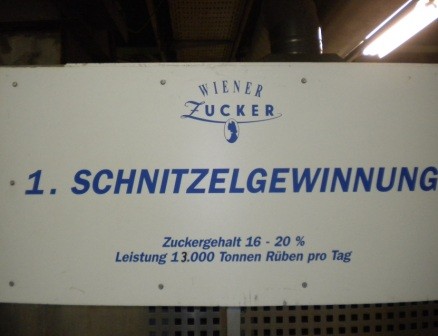 WIENER
ZUCKER
1. SCHNITZELGEWINNUNG
Zuckergehalt 16 - 20 %
Leistung 13.000 Tonnen Rüben pro Tag